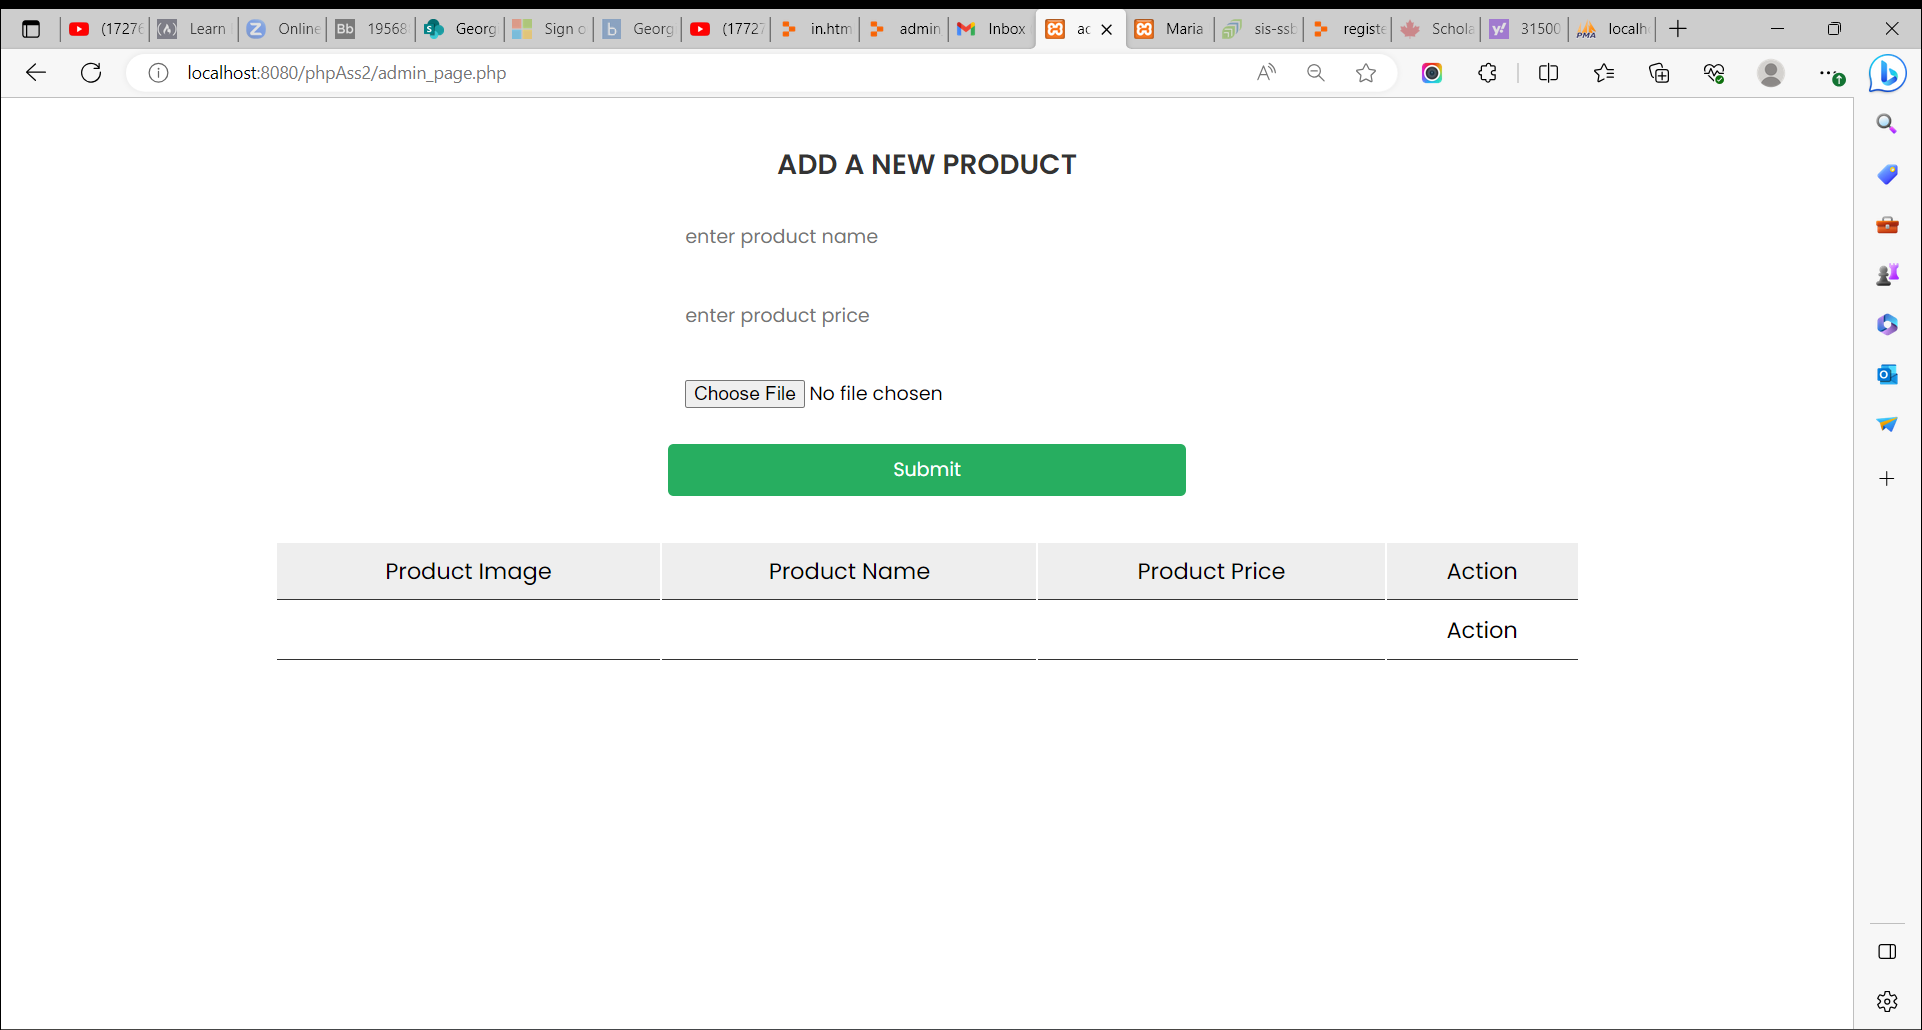 (1727
Learn
Online
Bb 19568
Georg
Sign o
b Georg
(1772
in.htm
admin
Inbox
ac
Maria
sis-ssb
registe
Schola
31500
PMA localh
localhost:8080/phpAss2/admin_page.php
ADD A NEW PRODUCT
enter product name
enter product price
Choose File No file chosen
Submit
Product Image Product Name Product Price Action
Action